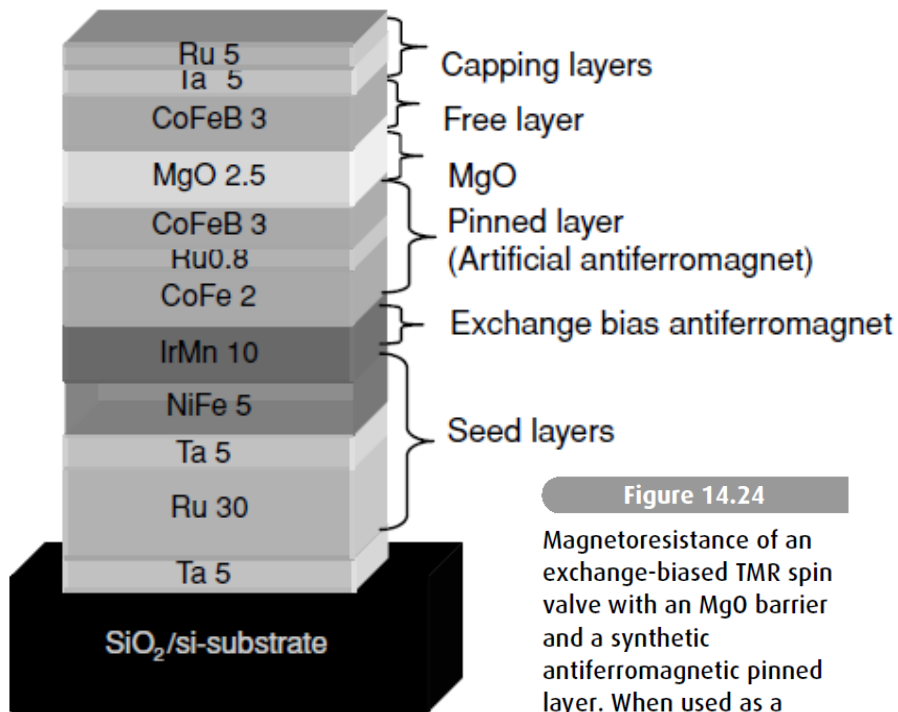 Ru 5
Ta 5
CoFeB 3
MgO 2.5
CoFeB 3
Ru0.8
CoFe 2
IrMn 10
NiFe 5
Ta 5
Ru 30
Ta 5
SiO₂/si-substrate
Capping layers
Free layer
MgO
Pinned layer
(Artificial antiferromagnet)
Exchange bias antiferromagnet
Seed layers
Figure 14.24
Magnetoresistance of an
exchange-biased TMR spin
valve with an MgO barrier
and a synthetic
antiferromagnetic pinned
layer. When used as a